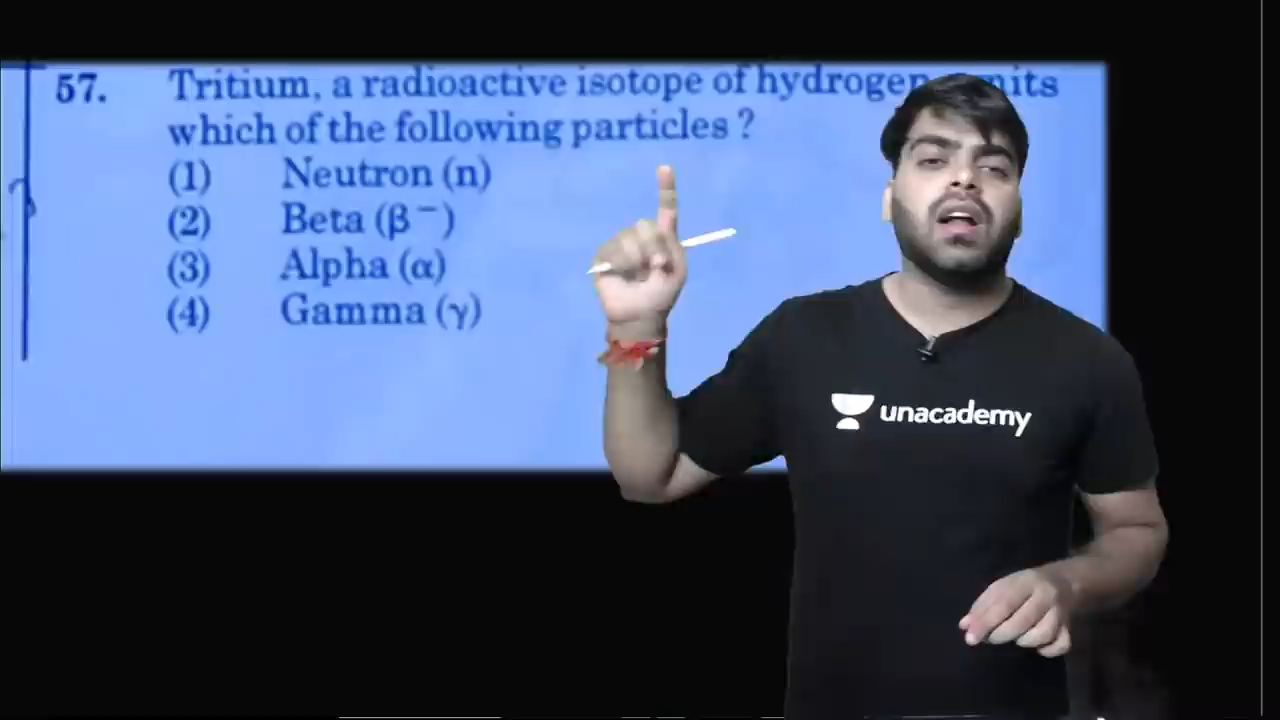 57. Tritium, a radioactive isotope of hydrogen
which of the following particles ?
(1) Neutron (n)
(2) Beta (β⁻)
(3) Alpha (α)
(4) Gamma (γ)
unacademy